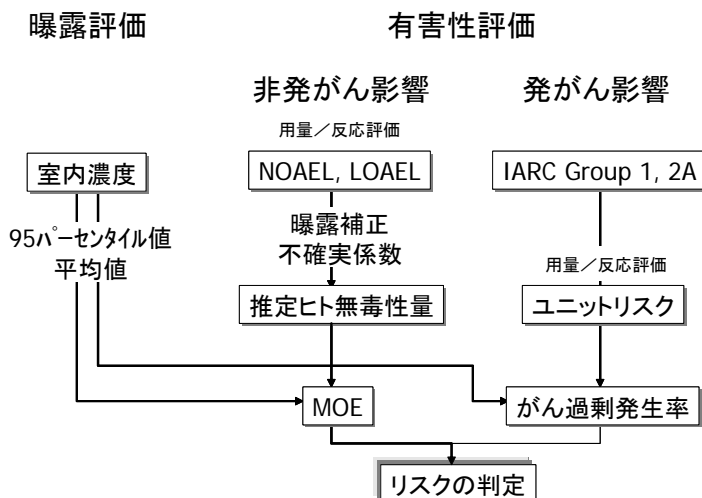 曝露評価
有害性評価
非発がん影響
発がん影響
用量／反応評価
室内濃度
NOAEL, LOAEL
IARC Group 1, 2A
95パーセンタイル値
平均値
曝露補正
不確実係数
用量／反応評価
推定ヒト無毒性量
ユニットリスク
MOE
がん過剰発生率
リスクの判定